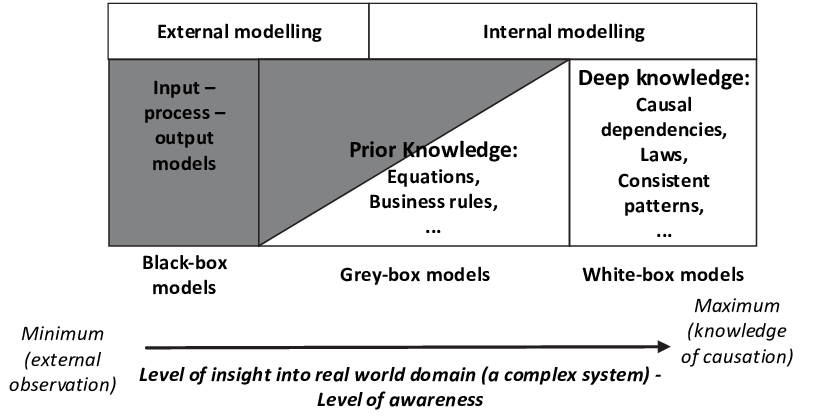 External modelling
Internal modelling
Input –
process –
output
models
Prior Knowledge:
Equations,
Business rules,
...
Deep knowledge:
Causal
dependencies,
Laws,
Consistent
patterns,
...
Black-box
models
Grey-box models
White-box models
Minimum
(external
observation)
Maximum
(knowledge
of causation)
Level of insight into real world domain (a complex system) -
Level of awareness